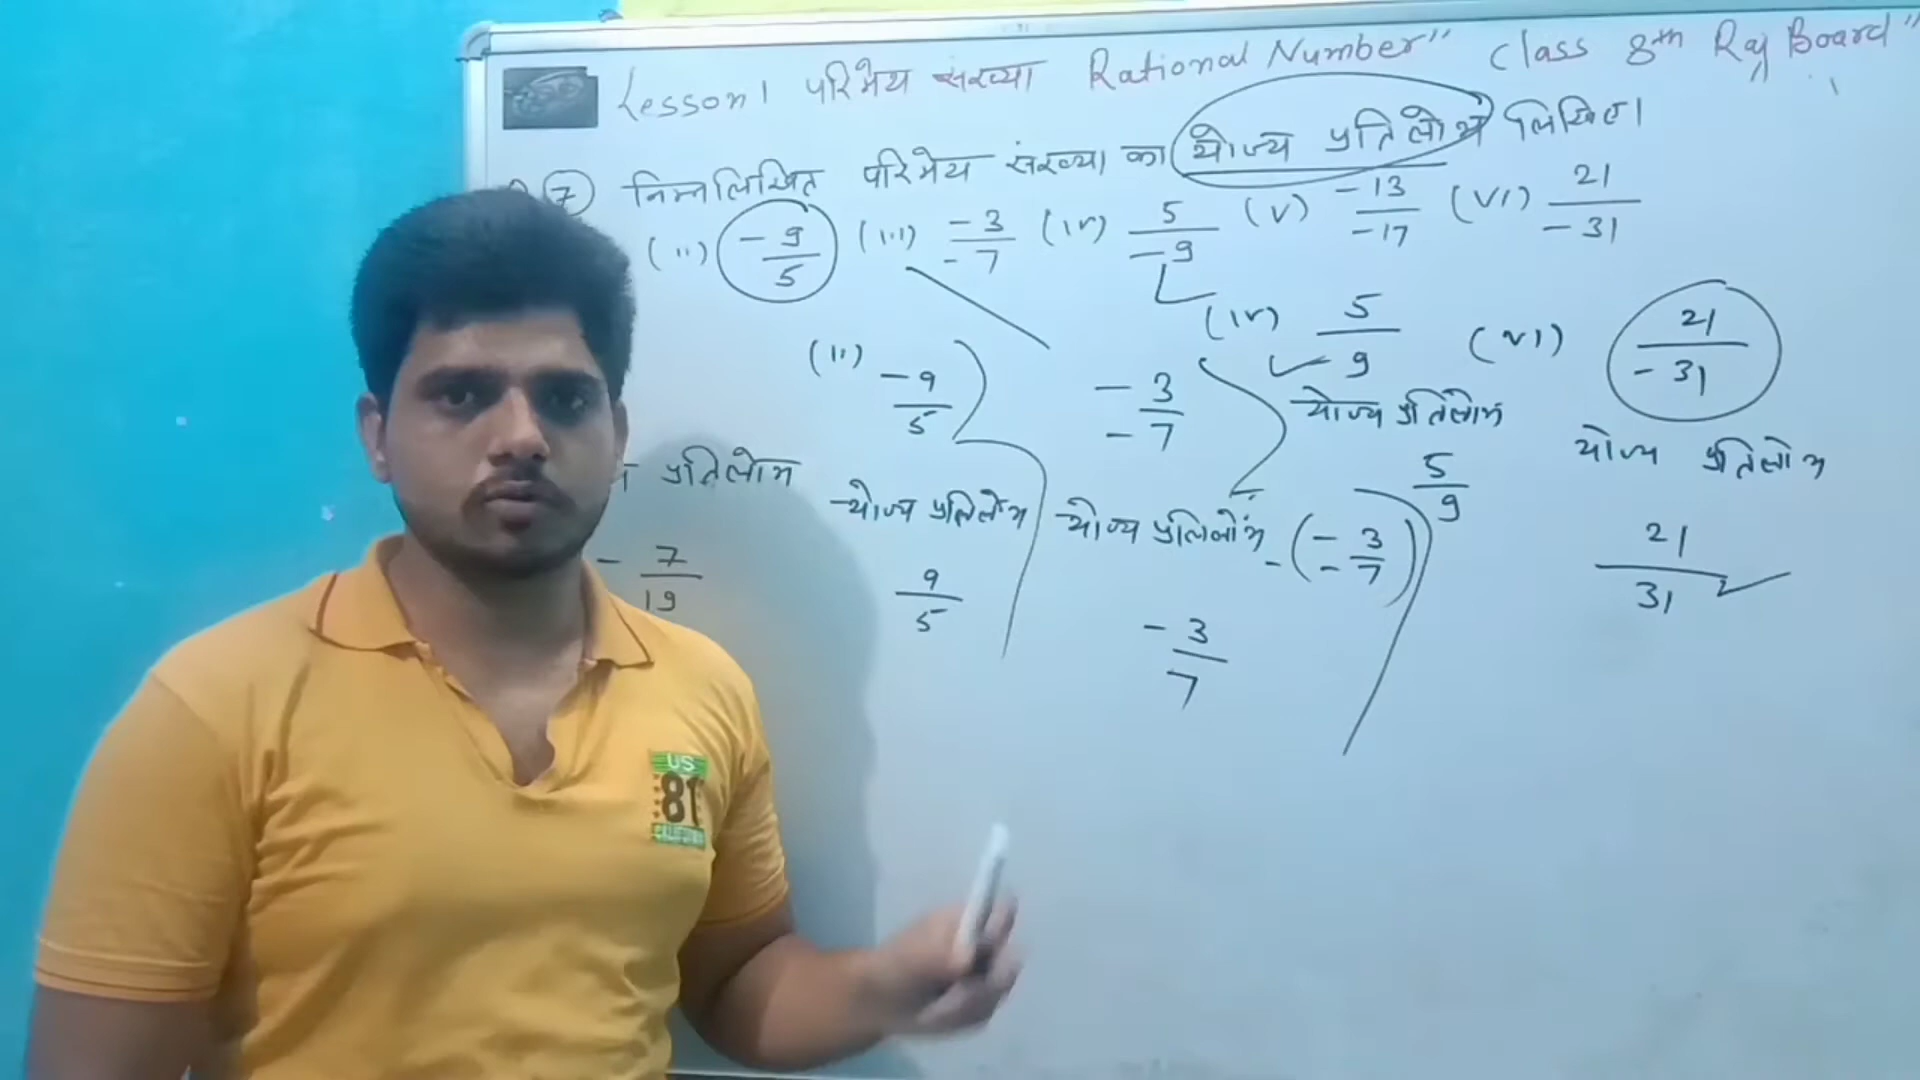 Lesson 1 परिमेय संख्या Rational Number" Class 8th Raj Board"
7 निम्नलिखित परिमेय संख्या का योज्य प्रतिलोम लिखिए।
(ii) -9/5 (iii) -3/-7 (iv) 5/-9 (v) -13/-17 (vi) 21/-31
(ii) -9/5
-3/-7
(iv) 5/-9
(vi) 21/-31
प्रतिलोम
-7/19
योज्य प्रतिलोम
9/5
योज्य प्रतिलोम -(-3/-7)
-3/7
योज्य प्रतिलोम
5/9
योज्य प्रतिलोम
21/31
US